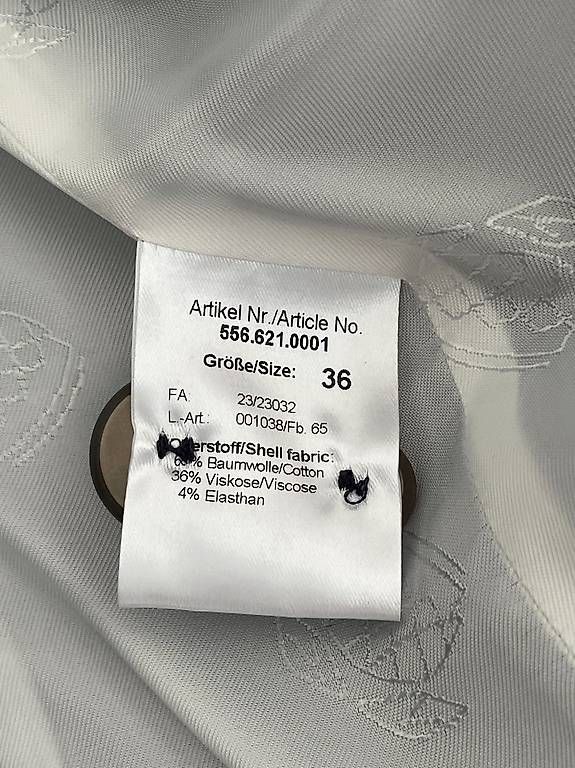 Artikel Nr./Article No.
556.621.0001
Größe/Size: 36
FA: 23/23032
L.-Art.: 001038/Fb. 65
erstoff/Shell fabric:
% Baumwolle/Cotton
36% Viskose/Viscose
4% Elasthan